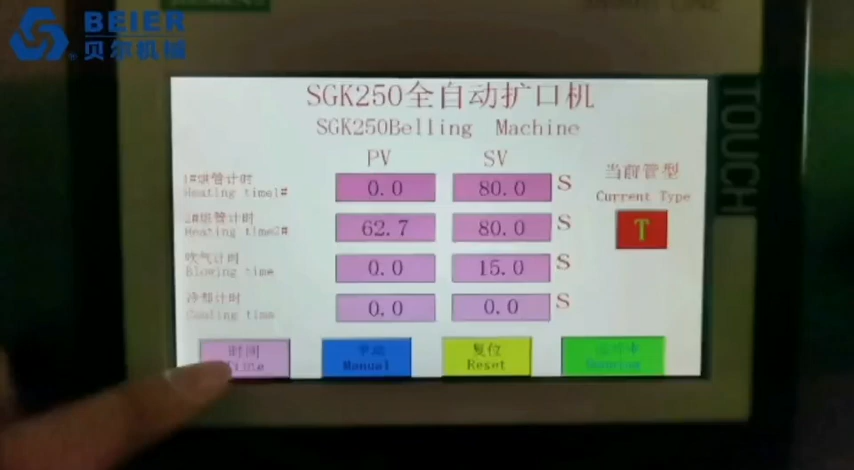 BEIER
贝尔机械
TOUCH
SGK250全自动扩口机
SGK250Belling Machine
PV SV
当前管型
Current Type
1#烘管计时
Heating time1# 0.0 80.0 S
2#烘管计时
Heating time2# 62.7 80.0 S
T
吹气计时
Blowing time 0.0 15.0 S
冷却计时
Cooling time 0.0 0.0 S
时间
手动
Manual
复位
Reset